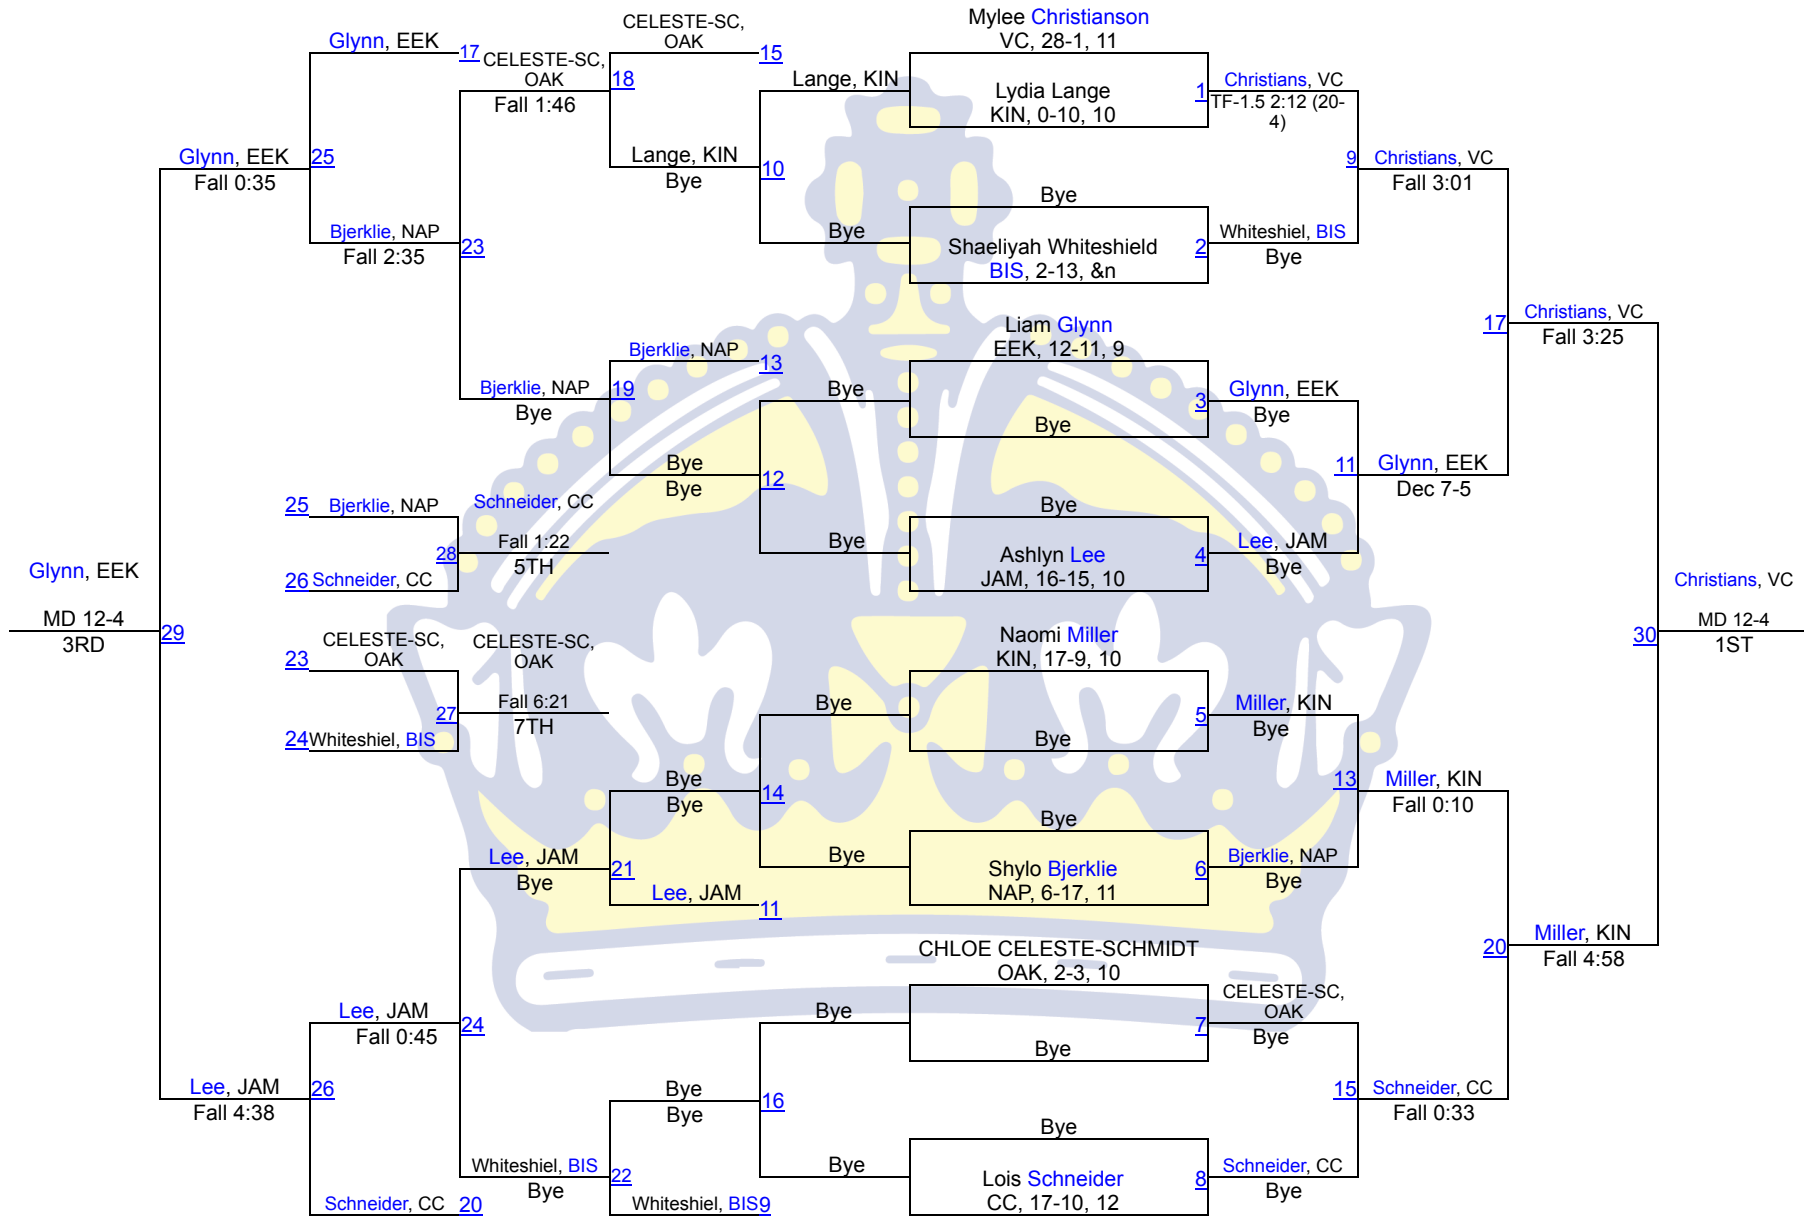 Mylee Christianson
VC, 28-1, 11
CELESTE-SC,
OAK
15
Glynn, EEK
17
CELESTE-SC,
OAK
18
Fall 1:46
Lange, KIN
Lydia Lange
KIN, 0-10, 10
1
Christians, VC
TF-1.5 2:12 (20-
4)
Glynn, EEK
25
Fall 0:35
Lange, KIN
10
Bye
9
Christians, VC
Fall 3:01
Bye
Bjerklie, NAP
23
Fall 2:35
Bye
Shaeliyah Whiteshield
BIS, 2-13, &n
2
Whiteshiel, BIS
Bye
Liam Glynn
EEK, 12-11, 9
17
Christians, VC
Fall 3:25
Bjerklie, NAP
13
Bjerklie, NAP
19
Bye
Bye
3
Glynn, EEK
Bye
Bye
Bye
Bye
12
11
Glynn, EEK
Dec 7-5
25
Bjerklie, NAP
Schneider, CC
Bye
28
Fall 1:22
5TH
Bye
Ashlyn Lee
JAM, 16-15, 10
4
Lee, JAM
Bye
26
Schneider, CC
Glynn, EEK
MD 12-4
3RD
29
Christians, VC
30
MD 12-4
1ST
Naomi Miller
KIN, 17-9, 10
23
CELESTE-SC,
OAK
CELESTE-SC,
OAK
27
Fall 6:21
7TH
24
Whiteshiel, BIS
Bye
5
Miller, KIN
Bye
Bye
Bye
Bye
14
13
Miller, KIN
Fall 0:10
Bye
Lee, JAM
21
Bye
Lee, JAM
11
Bye
Shylo Bjerklie
NAP, 6-17, 11
6
Bjerklie, NAP
Bye
CHLOE CELESTE-SCHMIDT
OAK, 2-3, 10
20
Miller, KIN
Fall 4:58
Lee, JAM
24
Fall 0:45
Bye
7
CELESTE-SC,
OAK
Bye
Bye
Lee, JAM
26
Fall 4:38
Bye
Bye
16
15
Schneider, CC
Fall 0:33
Bye
Whiteshiel, BIS
22
Bye
Bye
Lois Schneider
CC, 17-10, 12
8
Schneider, CC
Bye
Schneider, CC
20
Whiteshiel, BIS
9